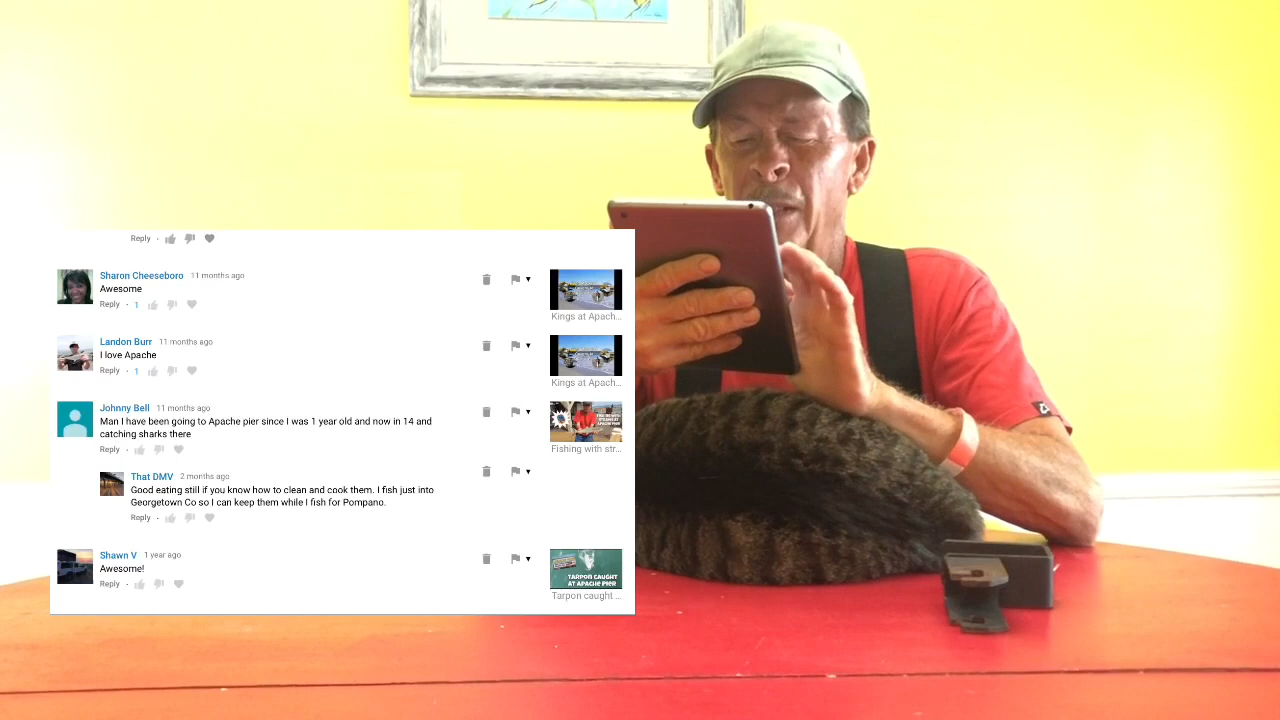 Reply
Sharon Cheeseboro 11 months ago
Awesome
Reply · 1
Kings at Apach...
Landon Burr 11 months ago
I love Apache
Reply · 1
Kings at Apach...
Johnny Bell 11 months ago
Man I have been going to Apache pier since I was 1 year old and now in 14 and
catching sharks there
Reply
Fishing with str...
That DMV 2 months ago
Good eating still if you know how to clean and cook them. I fish just into
Georgetown Co so I can keep them while I fish for Pompano.
Reply
Shawn V 1 year ago
Awesome!
Reply
TARPON CAUGHT
AT APACHE PIER
Tarpon caught ...